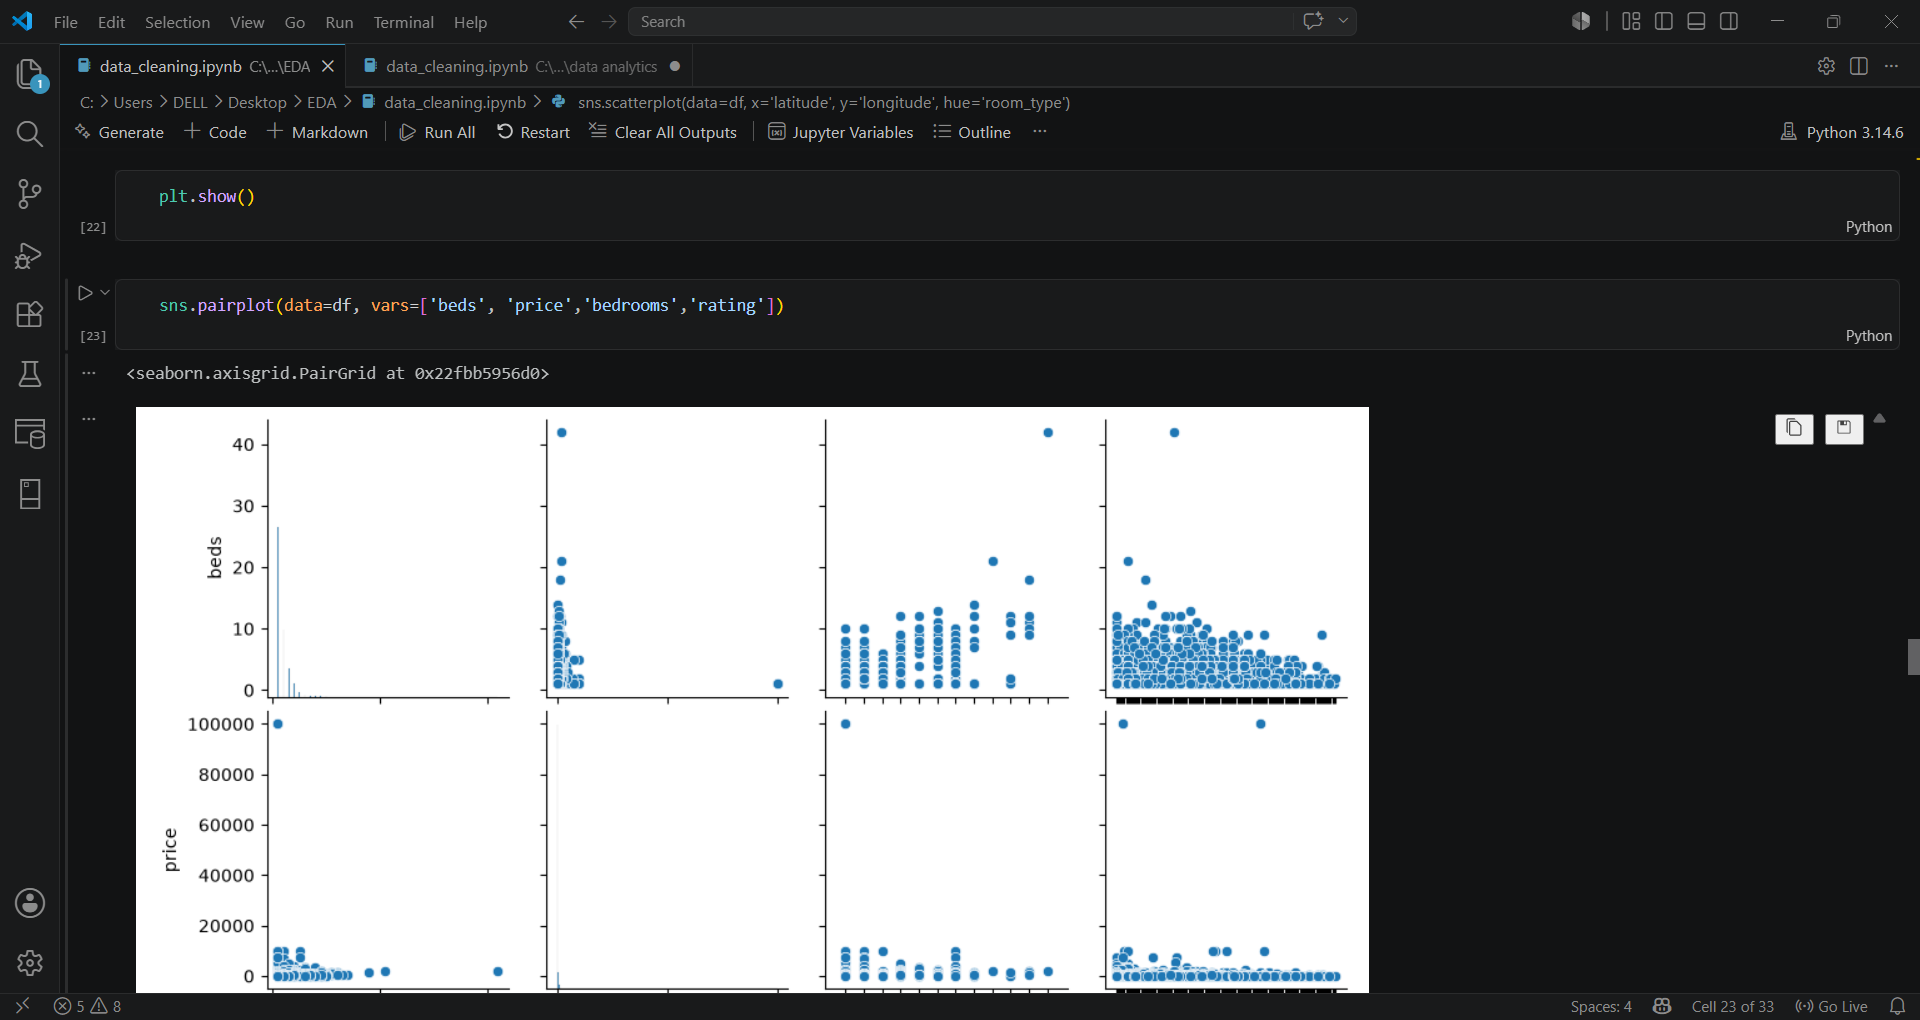 File Edit Selection View Go Run Terminal Help
Search
data_cleaning.ipynb C:\...\EDA
data_cleaning.ipynb C:\...\data analytics
1
C: > Users > DELL > Desktop > EDA > data_cleaning.ipynb > sns.scatterplot(data=df, x='latitude', y='longitude', hue='room_type')
Generate + Code + Markdown Run All Restart Clear All Outputs Jupyter Variables Outline ...
Python 3.14.6
plt.show()
[22]
Python
sns.pairplot(data=df, vars=['beds', 'price','bedrooms','rating'])
[23]
Python
... <seaborn.axisgrid.PairGrid at 0x22fbb5956d0>
...
40
30
20
10
0
beds
100000
80000
60000
40000
20000
0
price
5 8
Spaces: 4
Cell 23 of 33
Go Live